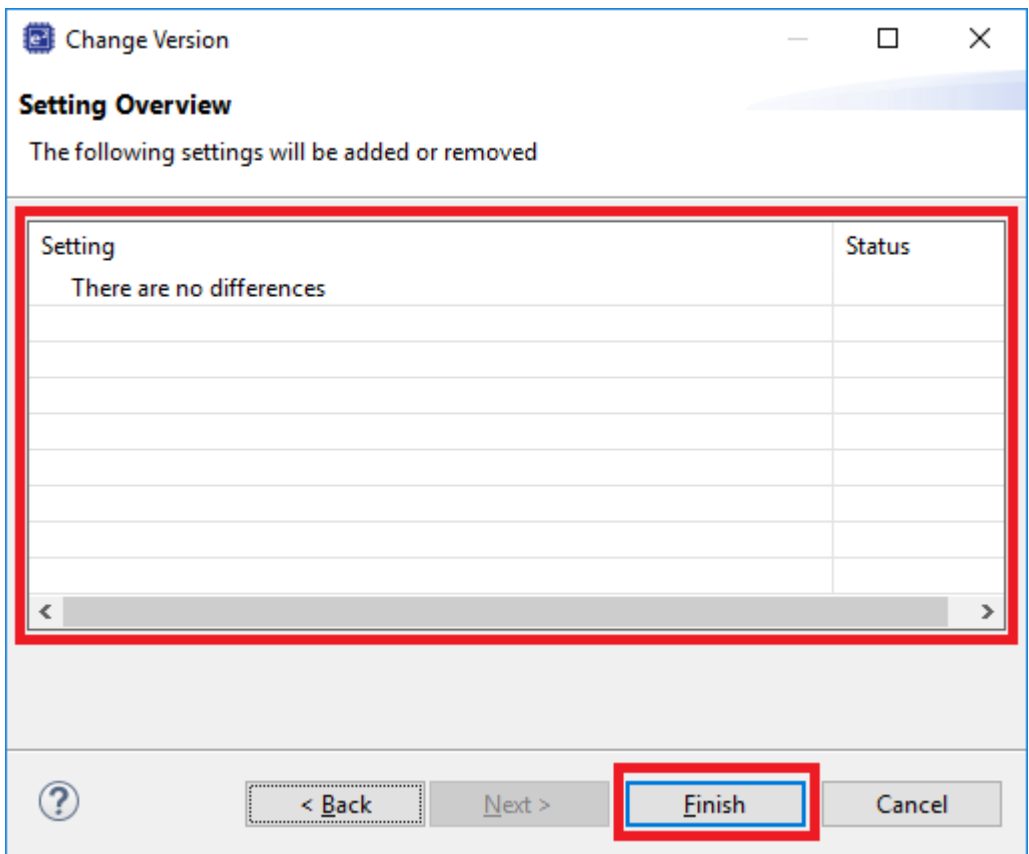 e²
Change Version
Setting Overview
The following settings will be added or removed
Setting Status
There are no differences
?
< Back Next > Finish Cancel